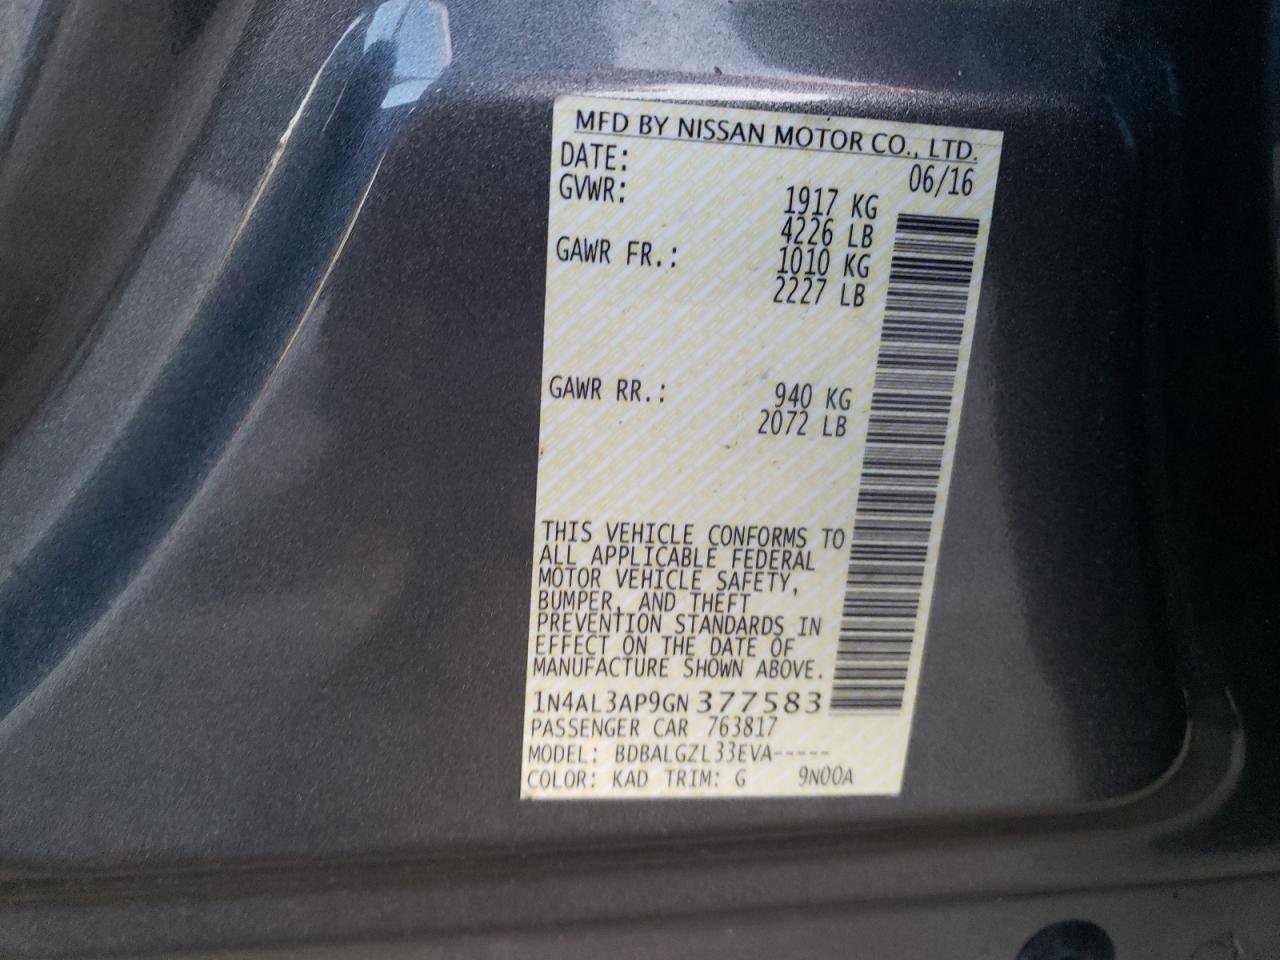 MFD BY NISSAN MOTOR CO., LTD.
DATE: 06/16
GVWR: 1917 KG
4226 LB
GAWR FR.: 1010 KG
2227 LB
GAWR RR.: 940 KG
2072 LB
THIS VEHICLE CONFORMS TO
ALL APPLICABLE FEDERAL
MOTOR VEHICLE SAFETY,
BUMPER, AND THEFT
PREVENTION STANDARDS IN
EFFECT ON THE DATE OF
MANUFACTURE SHOWN ABOVE.
1N4AL3AP9GN377583
PASSENGER CAR 763817
MODEL: BDBALGZL33EVA-----
COLOR: KAD TRIM: G 9N00A